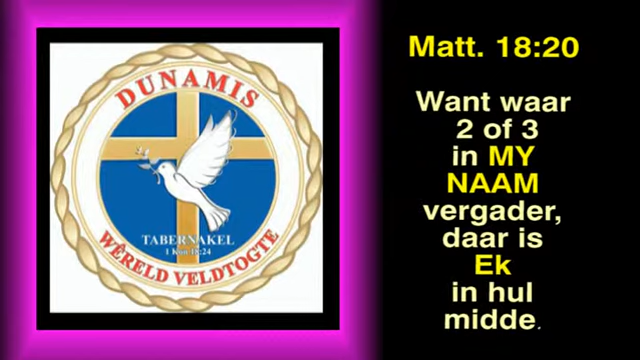 DUNAMIS
TABERNAKEL
WÊRELD VELDTOGTE
Matt. 18:20
Want waar
2 of 3
in MY
NAAM
vergader,
daar is
Ek
in hul
midde.